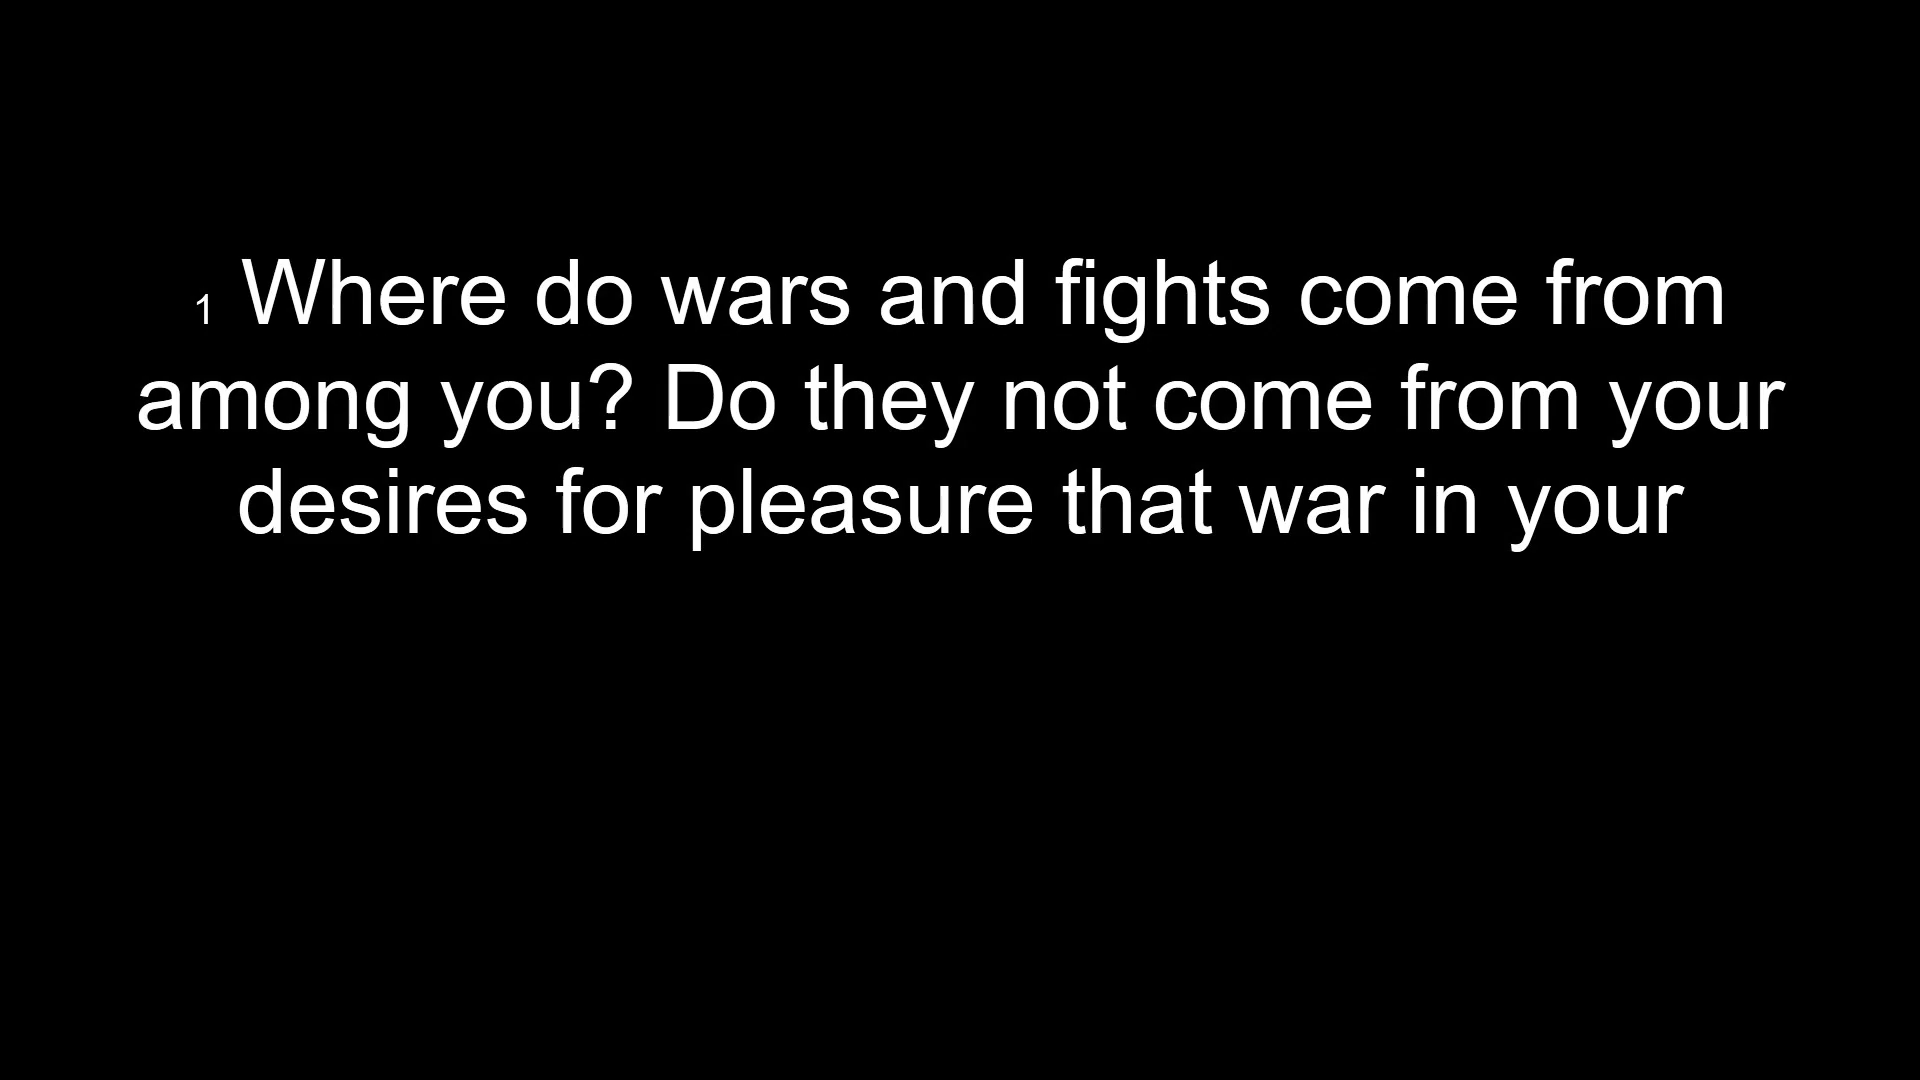 1 Where do wars and fights come from
among you? Do they not come from your
desires for pleasure that war in your